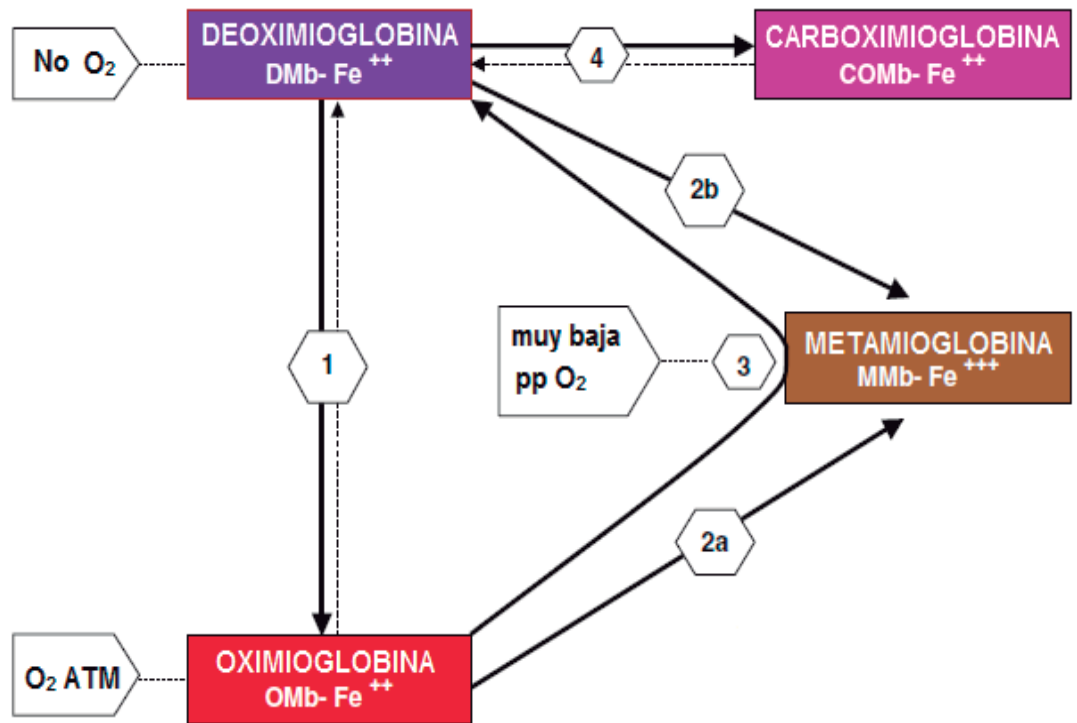 No O₂
DEOXIMIOGLOBINA
DMb- Fe ++
4
CARBOXIMIOGLOBINA
COMb- Fe ++
2b
1
muy baja
pp O₂
3
METAMIOGLOBINA
MMb- Fe +++
2a
O₂ ATM
OXIMIOGLOBINA
OMb- Fe ++